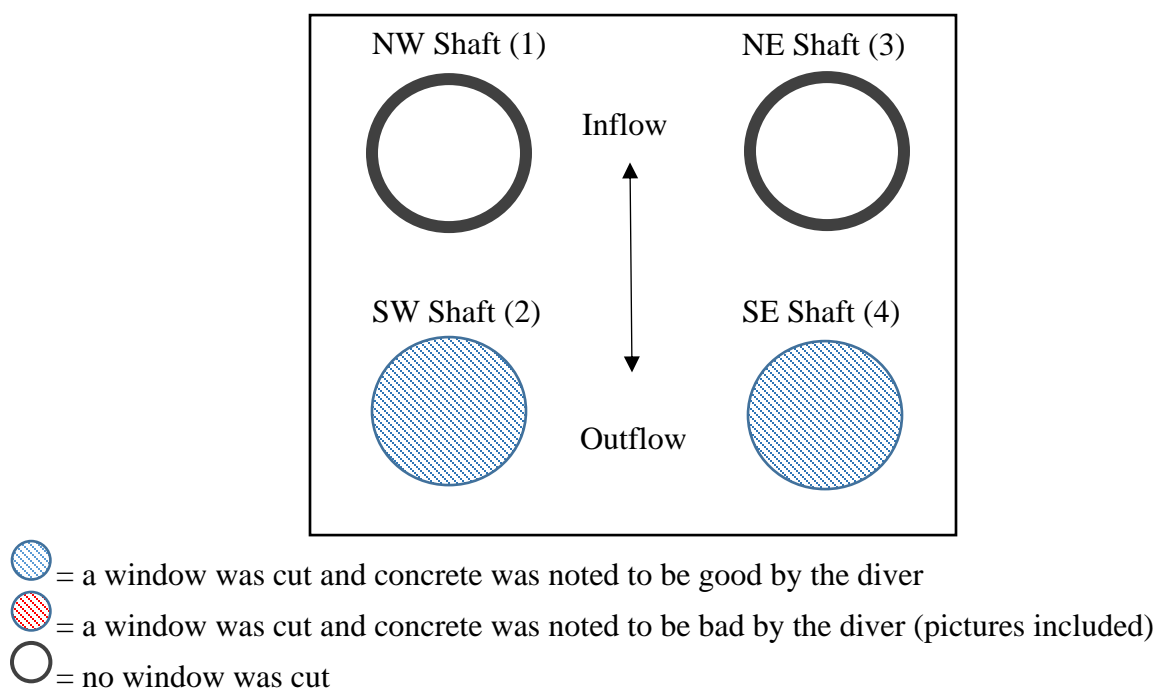 NW Shaft (1)
NE Shaft (3)
Inflow
SW Shaft (2)
SE Shaft (4)
Outflow
= a window was cut and concrete was noted to be good by the diver
= a window was cut and concrete was noted to be bad by the diver (pictures included)
= no window was cut